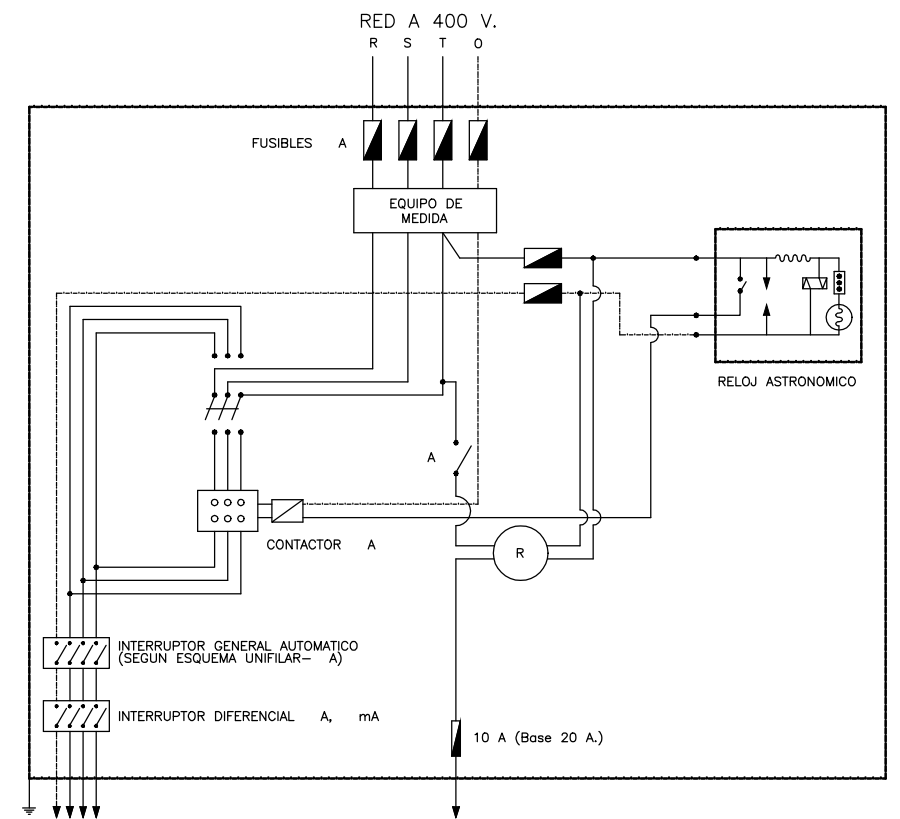 RED A 400 V.
R S T 0
FUSIBLES A
EQUIPO DE
MEDIDA
RELOJ ASTRONOMICO
A
CONTACTOR A
R
INTERRUPTOR GENERAL AUTOMATICO
(SEGUN ESQUEMA UNIFILAR- A)
INTERRUPTOR DIFERENCIAL A, mA
10 A (Base 20 A.)